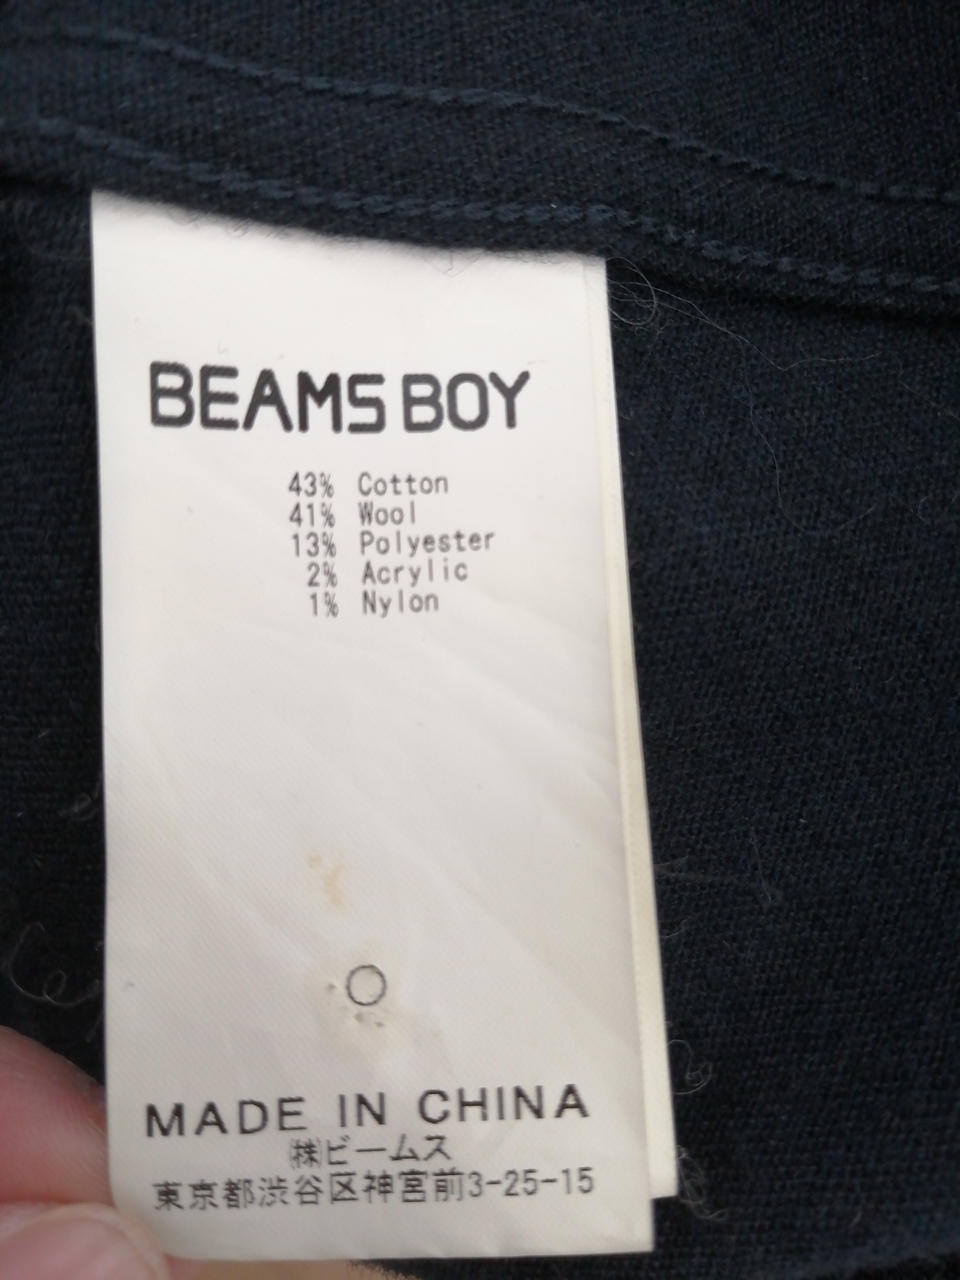 BEAMS BOY
43% Cotton
41% Wool
13% Polyester
2% Acrylic
1% Nylon
MADE IN CHINA
㈱ビームス
東京都渋谷区神宮前3-25-15